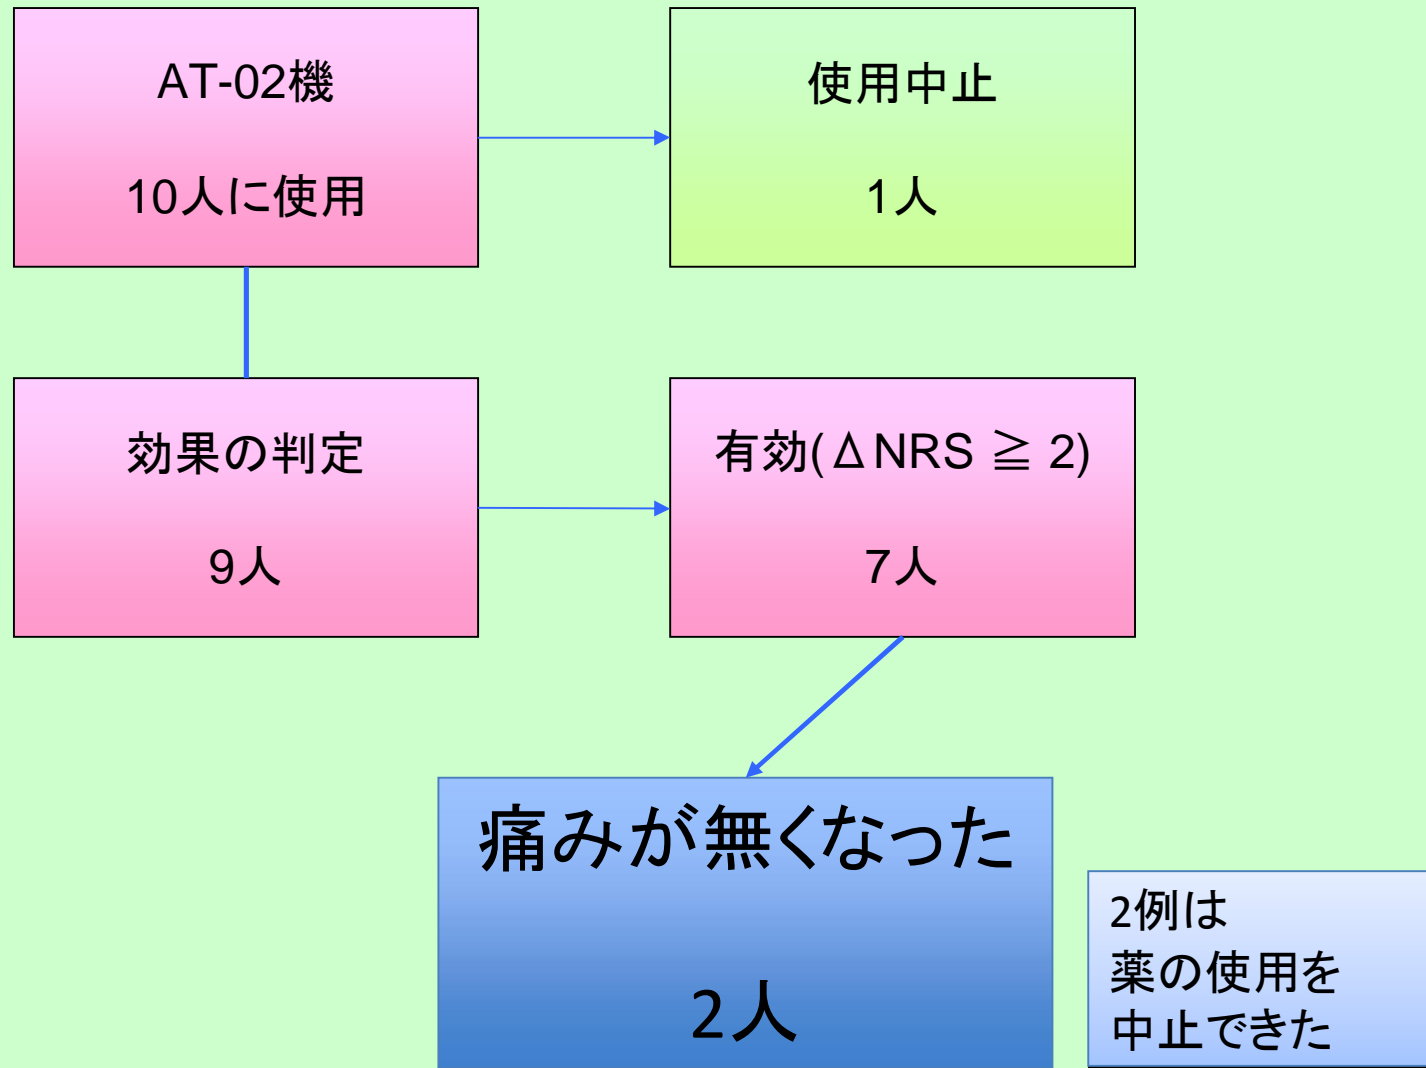 AT-02機
10人に使用
使用中止
1人
効果の判定
9人
有効(Δ NRS ≧ 2)
7人
痛みが無くなった
2人
2例は
薬の使用を
中止できた